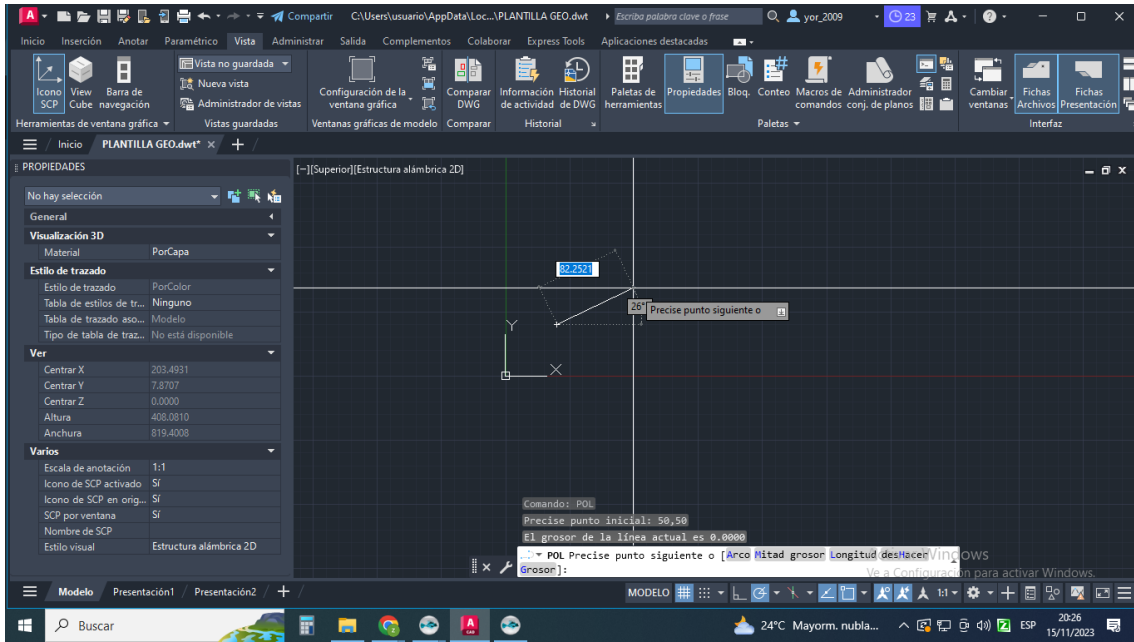 Compartir C:\Users\usuario\AppData\Loc...\PLANTILLA GEO.dwt Escriba palabra clave o frase yor_2009 23
Inicio Inserción Anotar Paramétrico Vista Administrar Salida Complementos Colaborar Express Tools Aplicaciones destacadas
Icono SCP
View Cube
Barra de navegación
Vista no guardada
Nueva vista
Administrador de vistas
Configuración de la ventana gráfica
Comparar DWG
Información de actividad
Historial de DWG
Paletas de herramientas
Propiedades
Bloq.
Conteo
Macros de comandos
Administrador conj. de planos
Cambiar ventanas
Fichas Archivos
Fichas Presentación
Herramientas de ventana gráfica Vistas guardadas Ventanas gráficas de modelo Comparar Historial Paletas Interfaz
Inicio PLANTILLA GEO.dwt*
PROPIEDADES
No hay selección
General
Visualización 3D
Material PorCapa
Estilo de trazado
Estilo de trazado PorColor
Tabla de estilos de tr... Ninguno
Tabla de trazado aso... Modelo
Tipo de tabla de traz... No está disponible
Ver
Centrar X 203.4931
Centrar Y 7.8707
Centrar Z 0.0000
Altura 408.0810
Anchura 819.4008
Varios
Escala de anotación 1:1
Icono de SCP activado Sí
Icono de SCP en orig... Sí
SCP por ventana Sí
Nombre de SCP
Estilo visual Estructura alámbrica 2D
[−][Superior][Estructura alámbrica 2D]
82.2521
26°
Precise punto siguiente o
Y
X
Comando: POL
Precise punto inicial: 50,50
El grosor de la línea actual es 0.0000
POL Precise punto siguiente o [Arco Mitad grosor Longitud desHacer
Grosor]:
Windows
Ve a Configuración para activar Windows.
Modelo Presentación1 Presentación2 +
MODELO 1:1
Buscar
24°C Mayorm. nubla... ESP 20:26
15/11/2023